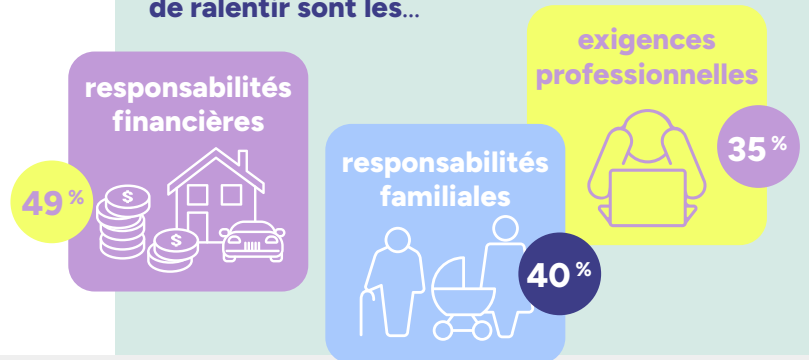 de ralentir sont les...
responsabilités
financières
49 %
$
$
responsabilités
familiales
40 %
exigences
professionnelles
35 %